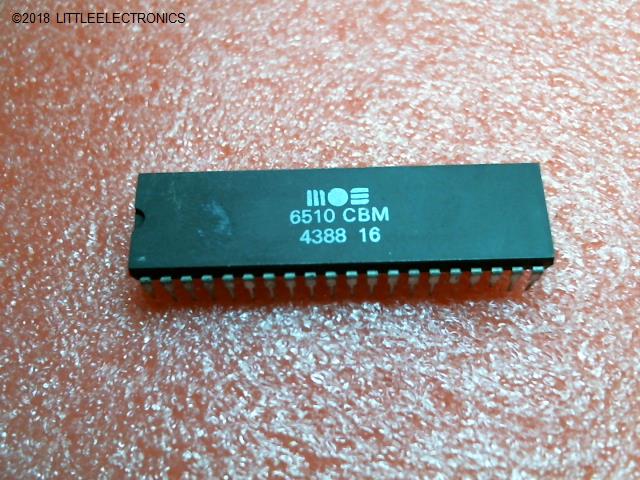 ©2018 LITTLEELECTRONICS
mos
6510 CBM
4388 16